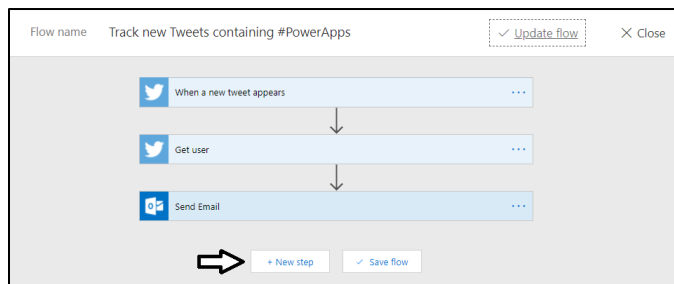 Flow name Track new Tweets containing #PowerApps Update flow Close
When a new tweet appears
Get user
Send Email
+ New step Save flow